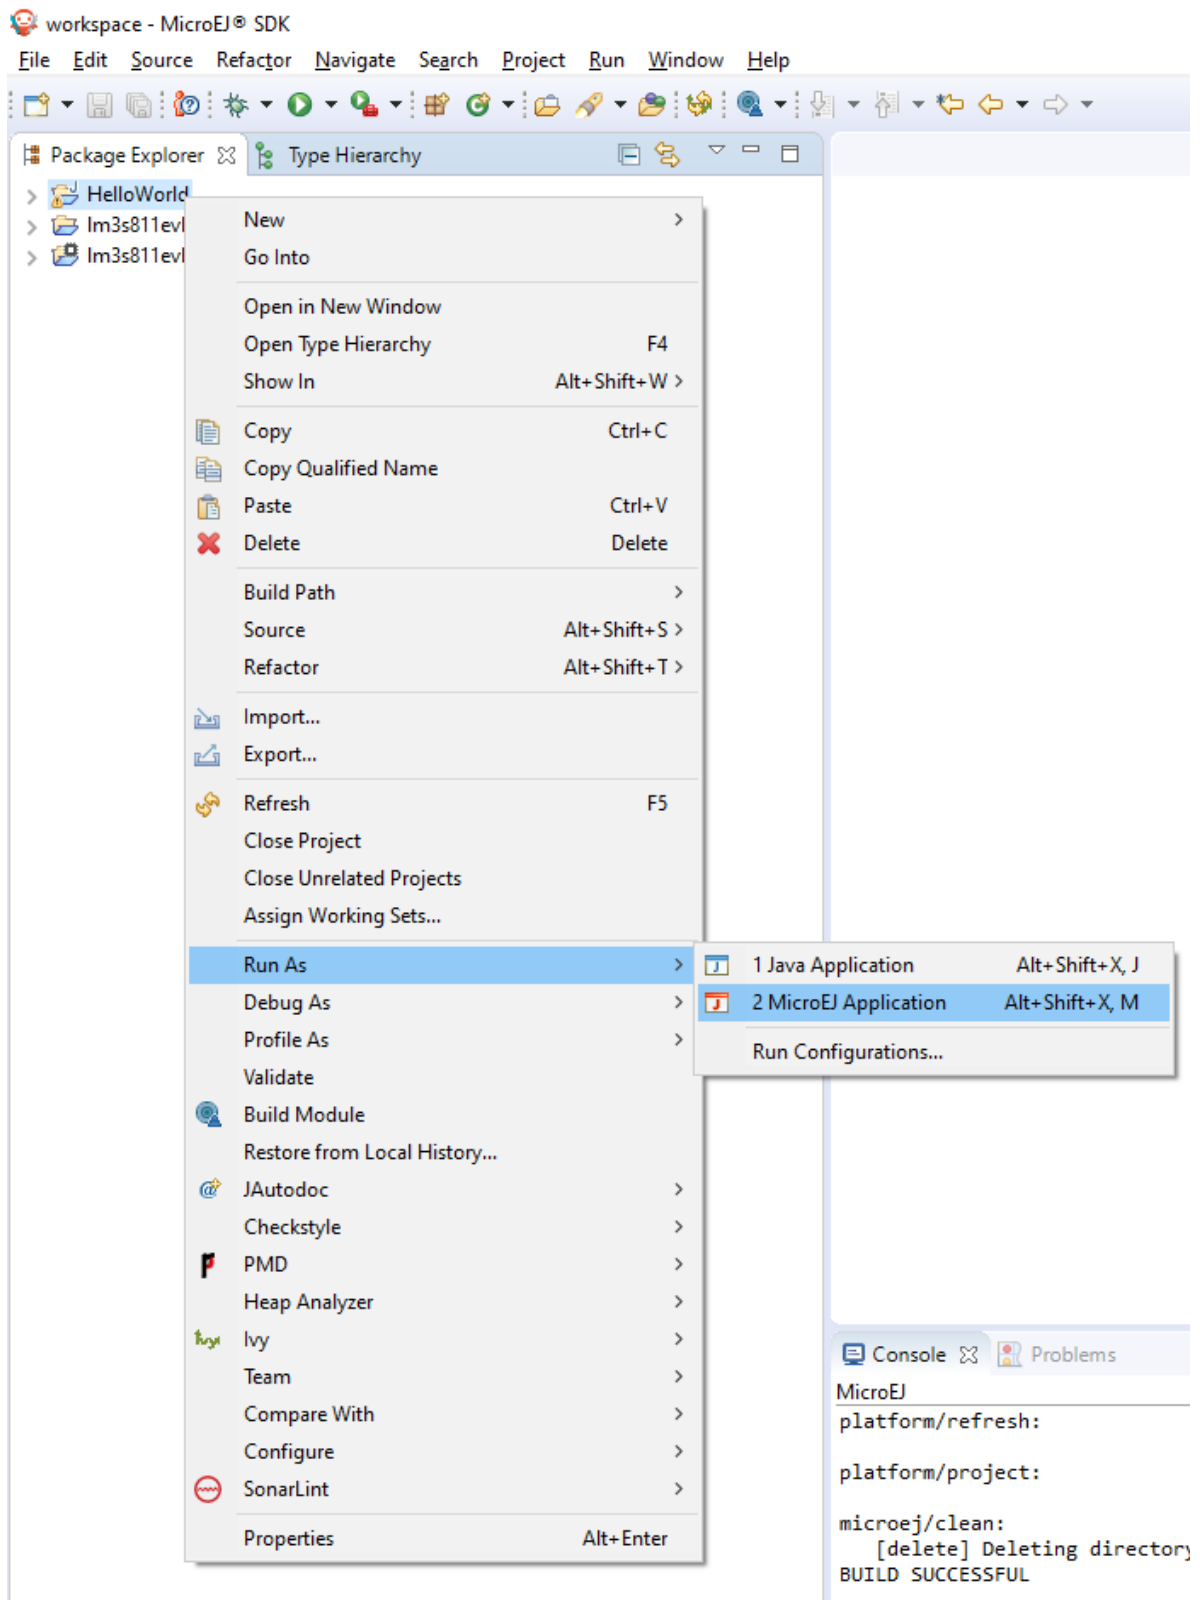 workspace - MicroEJ® SDK
File Edit Source Refactor Navigate Search Project Run Window Help
Package Explorer Type Hierarchy
HelloWorld
lm3s811evl
lm3s811evl
New
Go Into
Open in New Window
Open Type Hierarchy F4
Show In Alt+Shift+W
Copy Ctrl+C
Copy Qualified Name
Paste Ctrl+V
Delete Delete
Build Path
Source Alt+Shift+S
Refactor Alt+Shift+T
Import...
Export...
Refresh F5
Close Project
Close Unrelated Projects
Assign Working Sets...
Run As
1 Java Application Alt+Shift+X, J
2 MicroEJ Application Alt+Shift+X, M
Run Configurations...
Debug As
Profile As
Validate
Build Module
Restore from Local History...
JAutodoc
Checkstyle
PMD
Heap Analyzer
Ivy
Team
Compare With
Configure
SonarLint
Properties Alt+Enter
Console Problems
MicroEJ
platform/refresh:
platform/project:
microej/clean:
[delete] Deleting directory
BUILD SUCCESSFUL